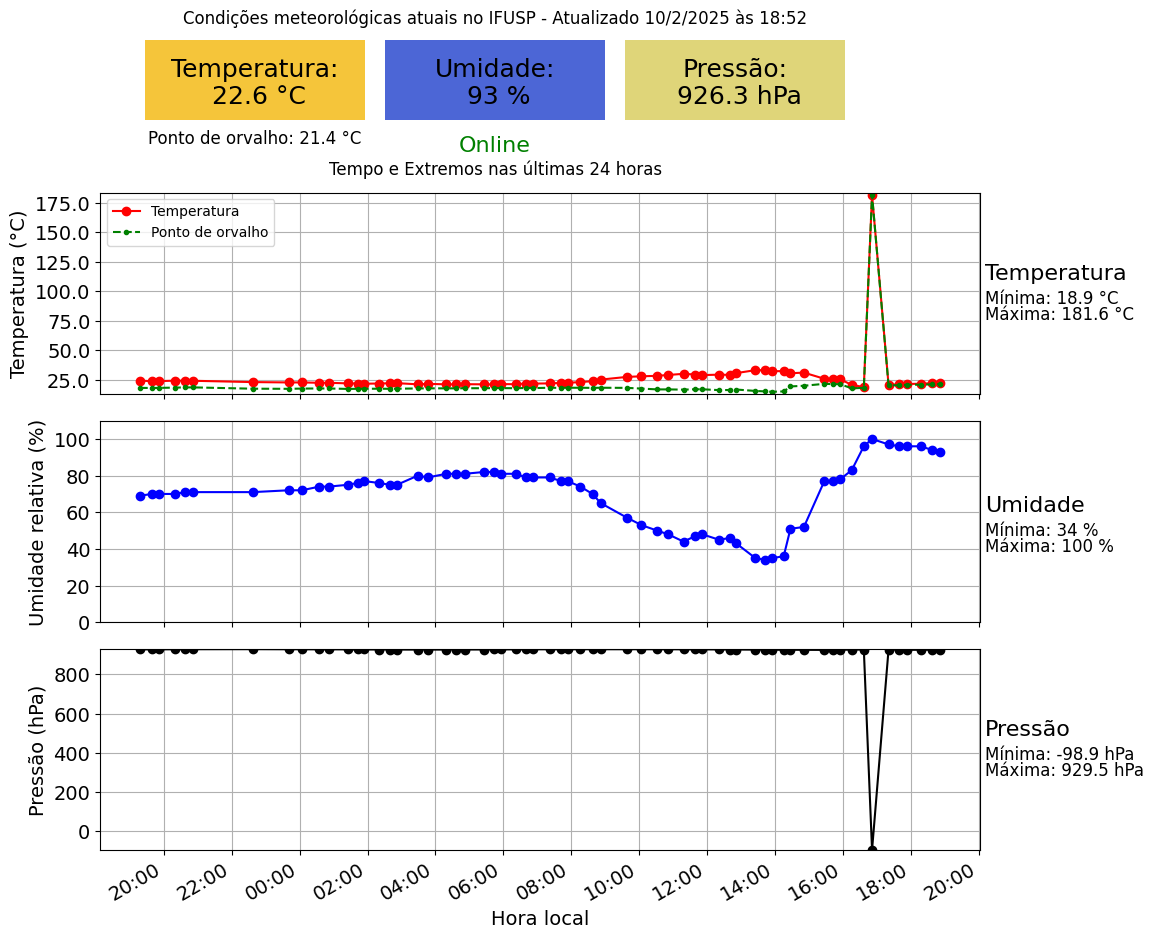 Condições meteorológicas atuais no IFUSP - Atualizado 10/2/2025 às 18:52
Temperatura:
22.6 °C
Umidade:
93 %
Pressão:
926.3 hPa
Ponto de orvalho: 21.4 °C
Online
Tempo e Extremos nas últimas 24 horas
Temperatura (°C)
175.0
150.0
125.0
100.0
75.0
50.0
25.0
Temperatura
Ponto de orvalho
Temperatura
Mínima: 18.9 °C
Máxima: 181.6 °C
Umidade relativa (%)
100
80
60
40
20
0
Umidade
Mínima: 34 %
Máxima: 100 %
Pressão (hPa)
800
600
400
200
0
Pressão
Mínima: -98.9 hPa
Máxima: 929.5 hPa
20:00
22:00
00:00
02:00
04:00
06:00
08:00
10:00
12:00
14:00
16:00
18:00
20:00
Hora local